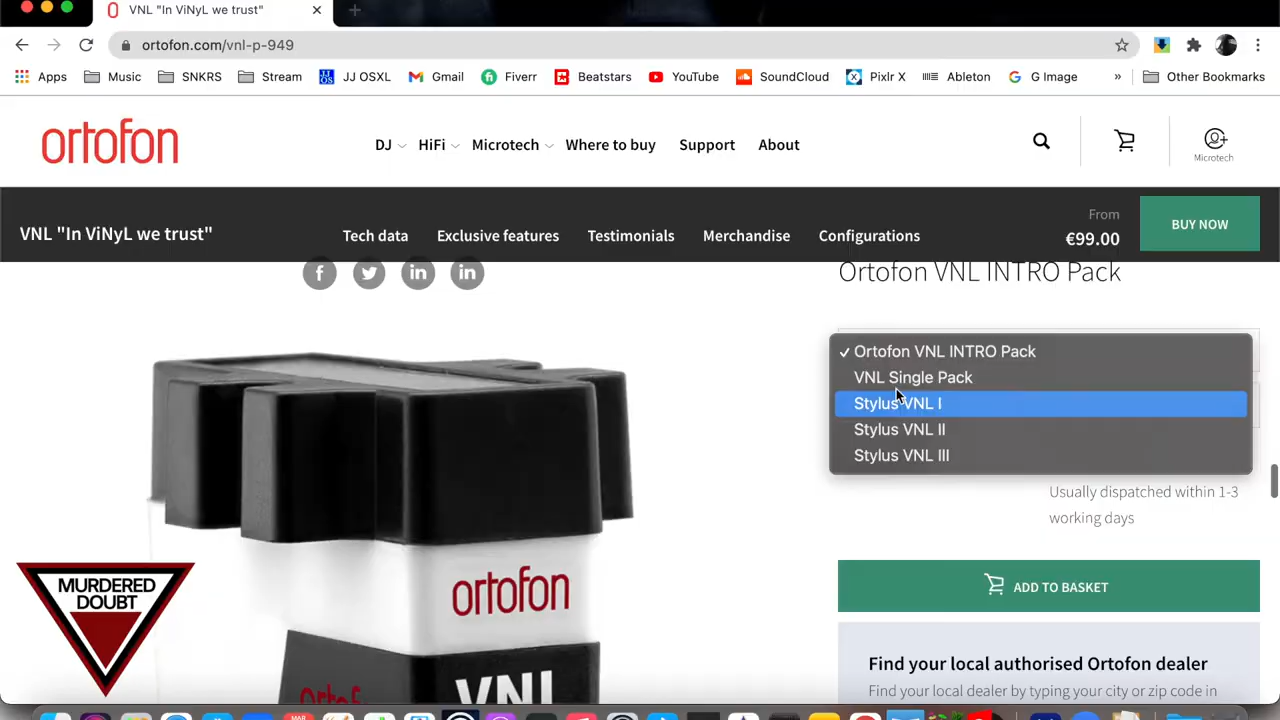 VNL "In ViNyL we trust"
ortofon.com/vnl-p-949
Apps
Music
SNKRS
Stream
JJ OSXL
Gmail
Fiverr
Beatstars
YouTube
SoundCloud
Pixlr X
Ableton
G Image
»
Other Bookmarks
ortofon
DJ
HiFi
Microtech
Where to buy
Support
About
Microtech
VNL "In ViNyL we trust"
Tech data
Exclusive features
Testimonials
Merchandise
Configurations
From
€99.00
BUY NOW
Ortofon VNL INTRO Pack
✓ Ortofon VNL INTRO Pack
VNL Single Pack
Stylus VNL I
Stylus VNL II
Stylus VNL III
Usually dispatched within 1-3
working days
ADD TO BASKET
Find your local authorised Ortofon dealer
Find your local dealer by typing your city or zip code in
ortofon
ortofon
VNL
MURDERED
DOUBT